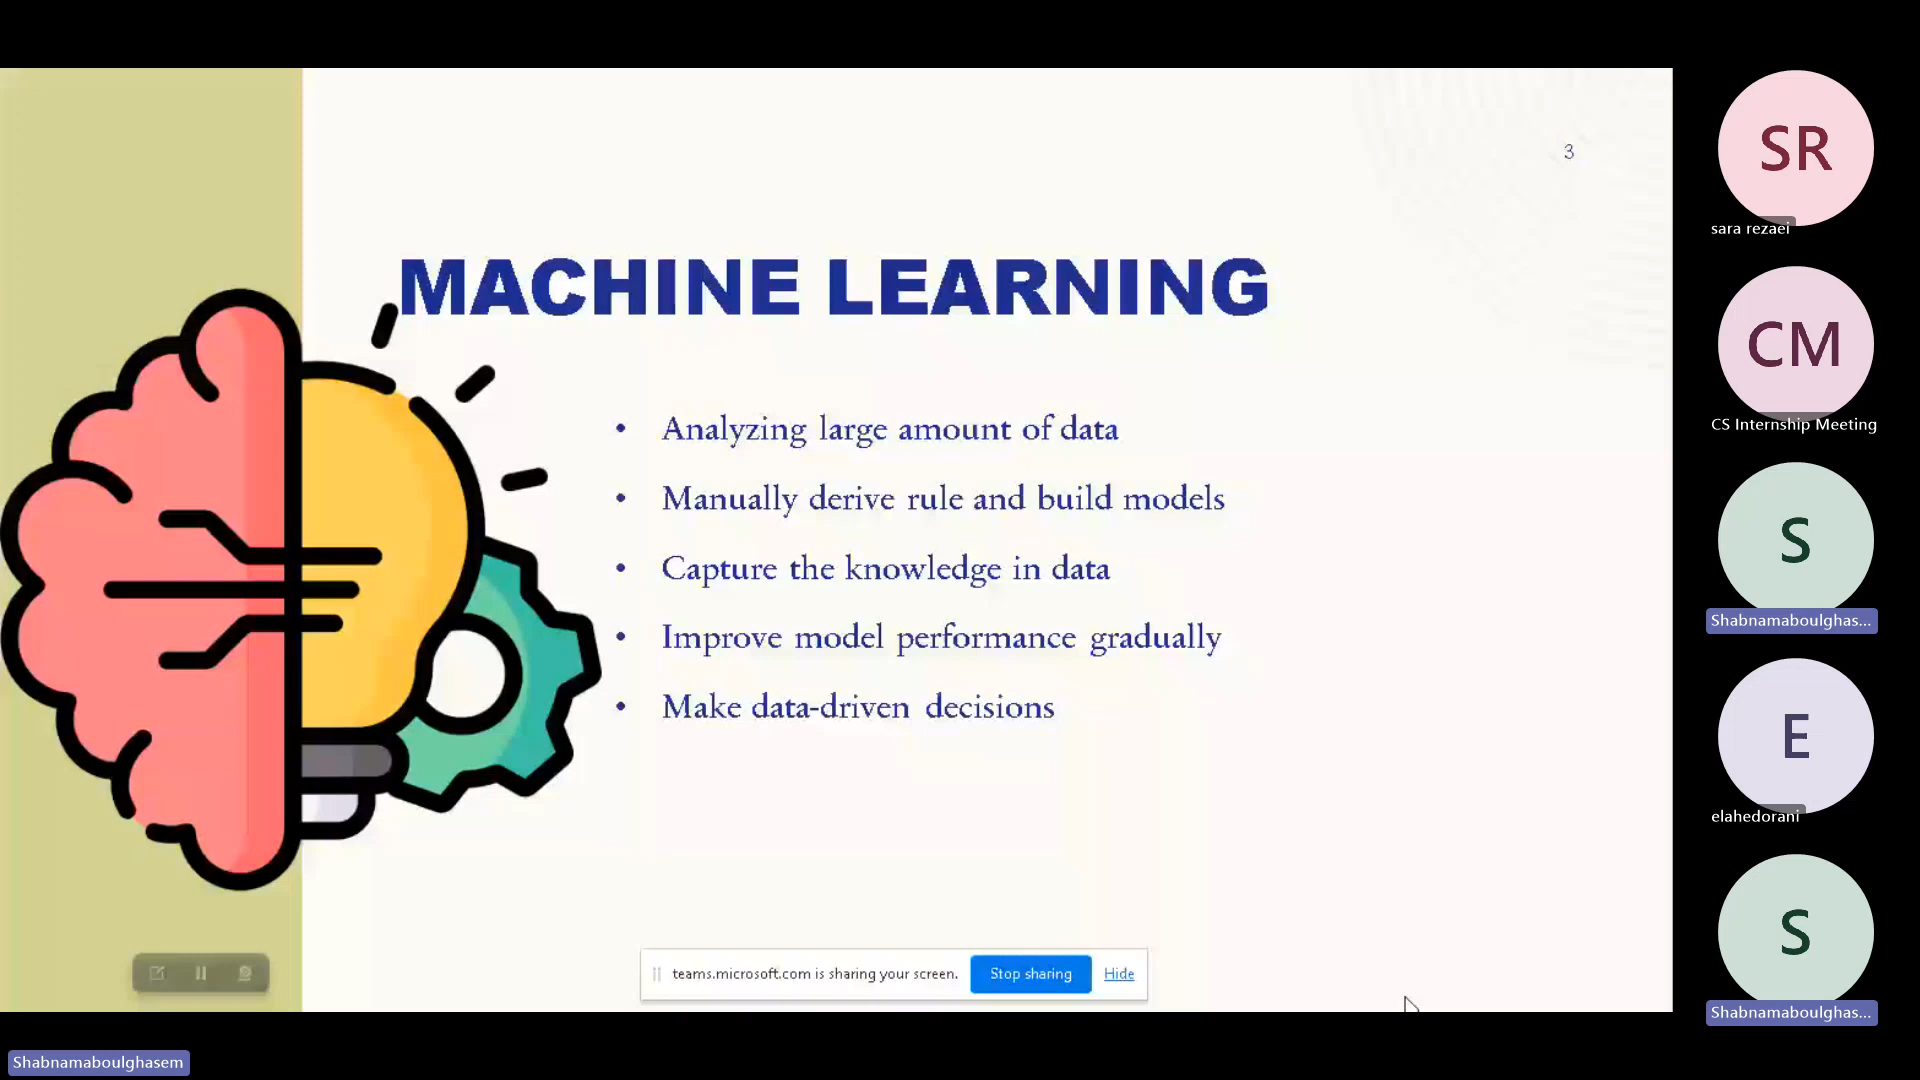 3
MACHINE LEARNING
• Analyzing large amount of data
• Manually derive rule and build models
• Capture the knowledge in data
• Improve model performance gradually
• Make data-driven decisions
teams.microsoft.com is sharing your screen. Stop sharing Hide
SR
sara rezaei
CM
CS Internship Meeting
S
Shabnamaboulghas...
E
elahedorani
S
Shabnamaboulghas...
Shabnamaboulghasem